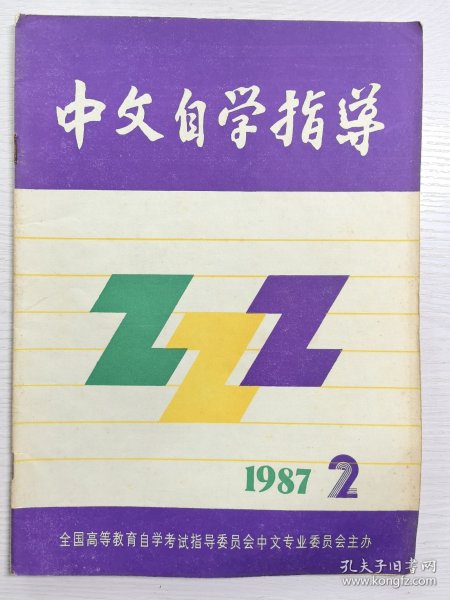 中文自学指导
ZZZ
1987 2
全国高等教育自学考试指导委员会中文专业委员会主办
孔夫子旧书网
www.kongfz.com